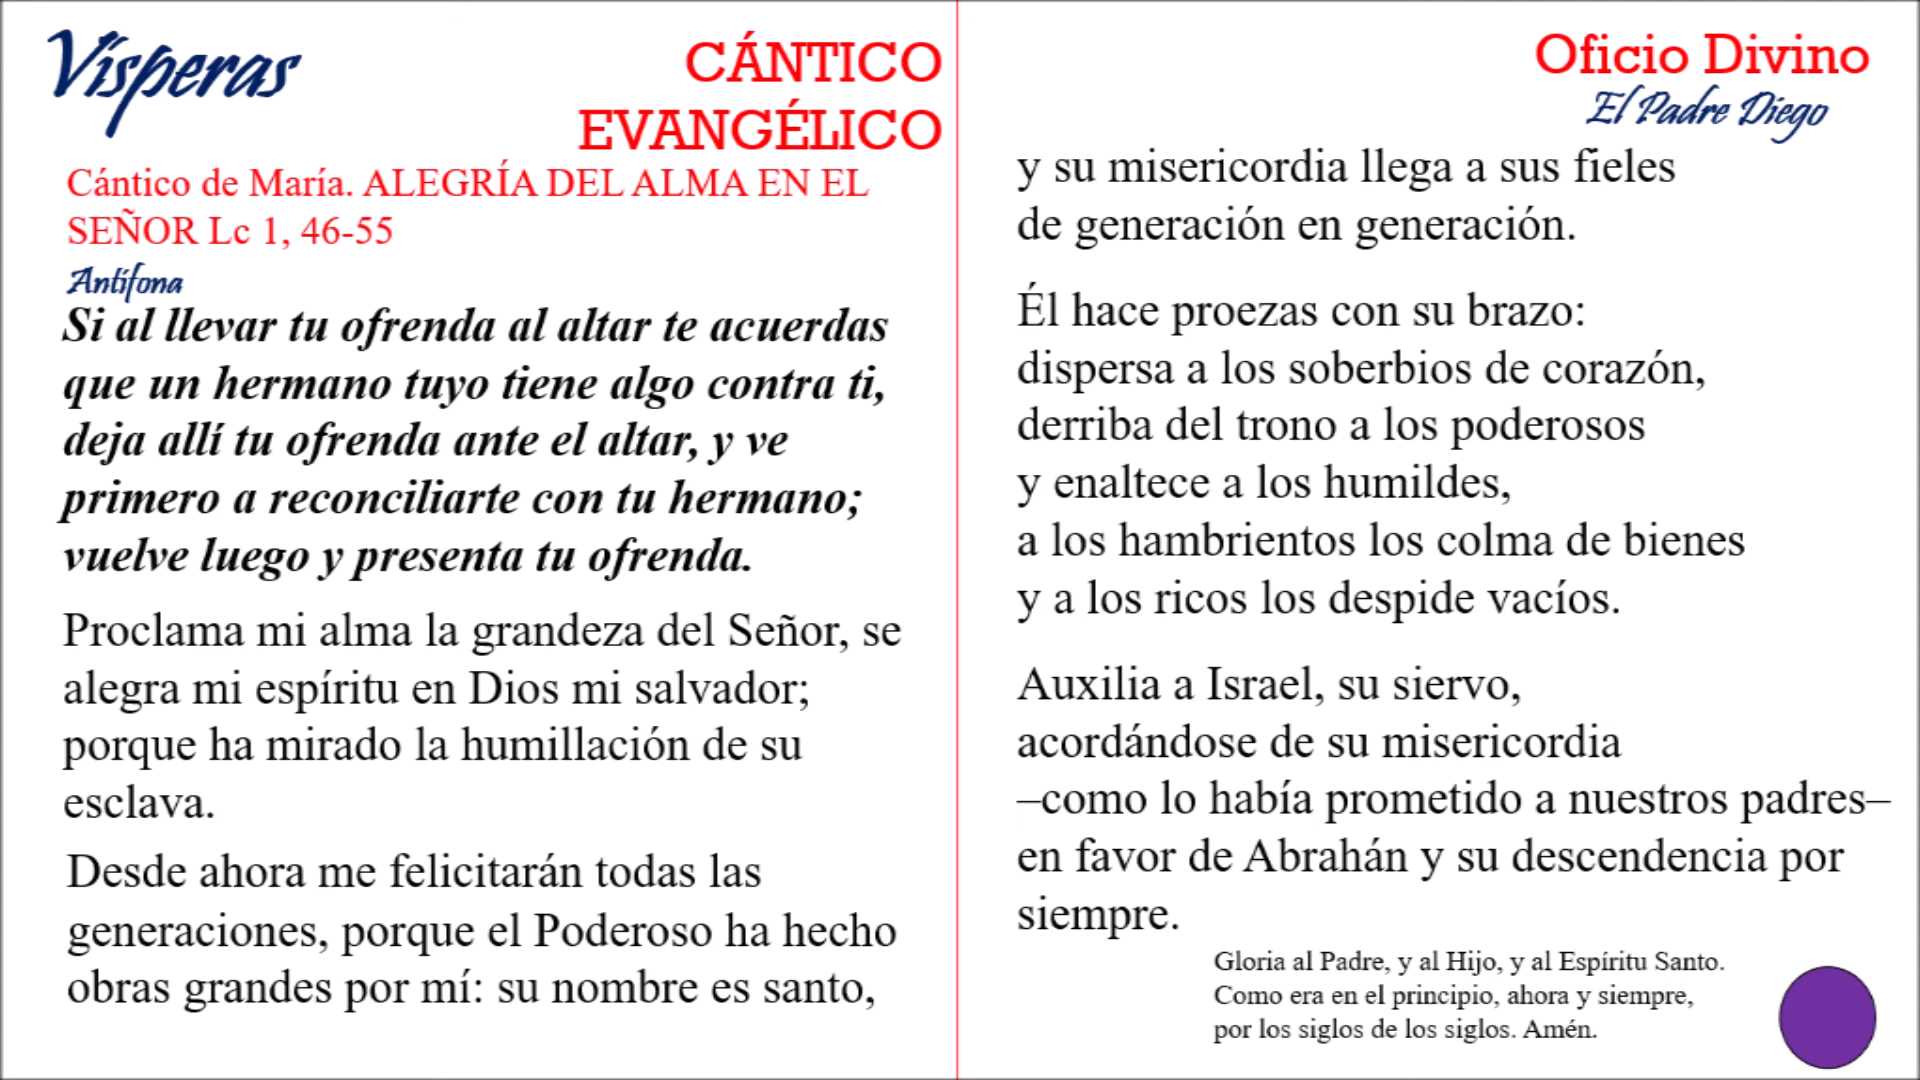 Vísperas
CÁNTICO
EVANGÉLICO
Cántico de María. ALEGRÍA DEL ALMA EN EL
SEÑOR Lc 1, 46-55
Antífona
Si al llevar tu ofrenda al altar te acuerdas
que un hermano tuyo tiene algo contra ti,
deja allí tu ofrenda ante el altar, y ve
primero a reconciliarte con tu hermano;
vuelve luego y presenta tu ofrenda.
Proclama mi alma la grandeza del Señor, se
alegra mi espíritu en Dios mi salvador;
porque ha mirado la humillación de su
esclava.
Desde ahora me felicitarán todas las
generaciones, porque el Poderoso ha hecho
obras grandes por mí: su nombre es santo,
Oficio Divino
El Padre Diego
y su misericordia llega a sus fieles
de generación en generación.
Él hace proezas con su brazo:
dispersa a los soberbios de corazón,
derriba del trono a los poderosos
y enaltece a los humildes,
a los hambrientos los colma de bienes
y a los ricos los despide vacíos.
Auxilia a Israel, su siervo,
acordándose de su misericordia
–como lo había prometido a nuestros padres–
en favor de Abrahán y su descendencia por
siempre.
Gloria al Padre, y al Hijo, y al Espíritu Santo.
Como era en el principio, ahora y siempre,
por los siglos de los siglos. Amén.